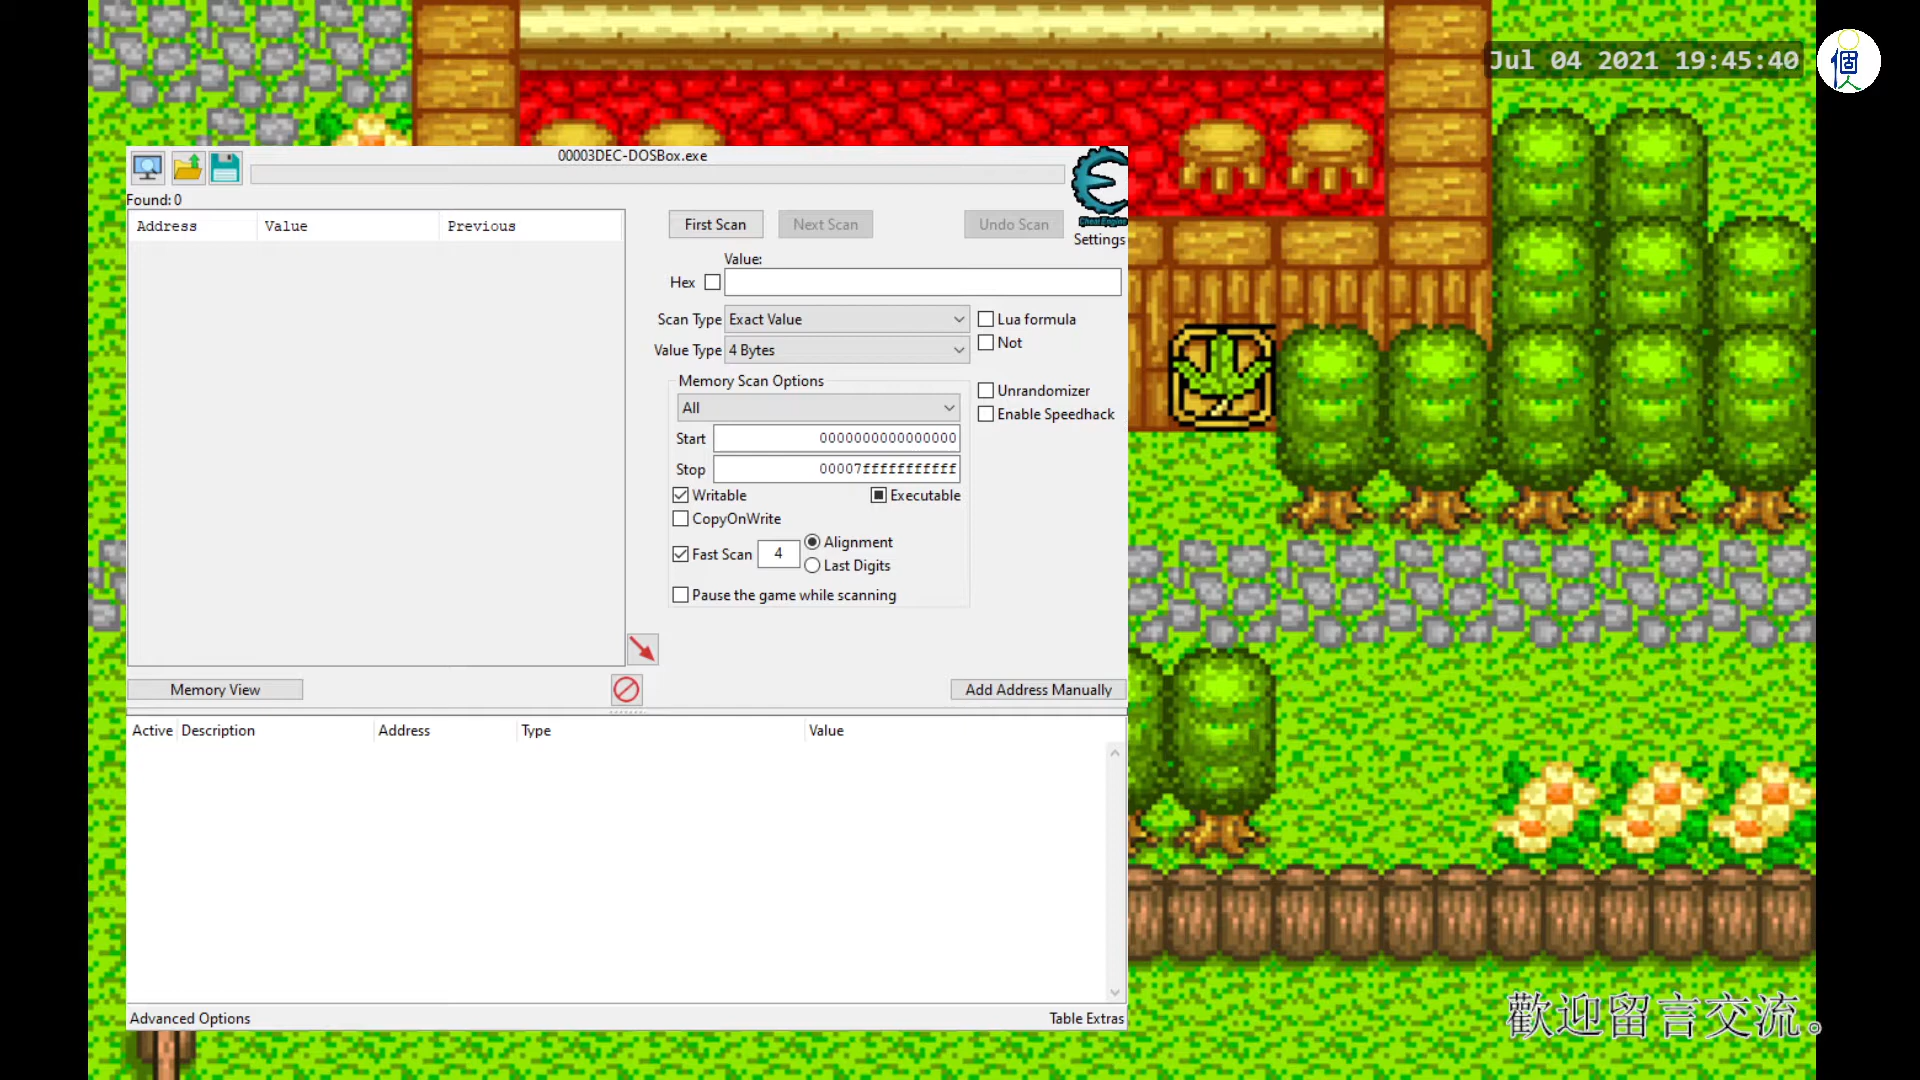 Jul 04 2021 19:45:40
個人
00003DEC-DOSBox.exe
Found: 0
Address Value Previous
First Scan Next Scan Undo Scan
Cheat Engine
Settings
Value:
Hex
Scan Type Exact Value Lua formula
Not
Value Type 4 Bytes
Memory Scan Options
All
Unrandomizer
Enable Speedhack
Start 0000000000000000
Stop 00007fffffffffff
Writable Executable
CopyOnWrite
Fast Scan 4 Alignment
Last Digits
Pause the game while scanning
Memory View Add Address Manually
Active Description Address Type Value
Advanced Options Table Extras
歡迎留言交流。